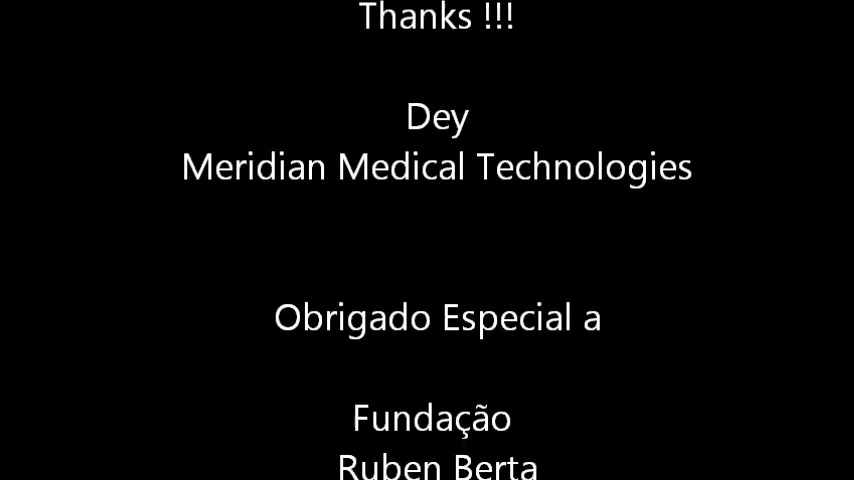 Thanks !!!
Dey
Meridian Medical Technologies
Obrigado Especial a
Fundação
Ruben Berta